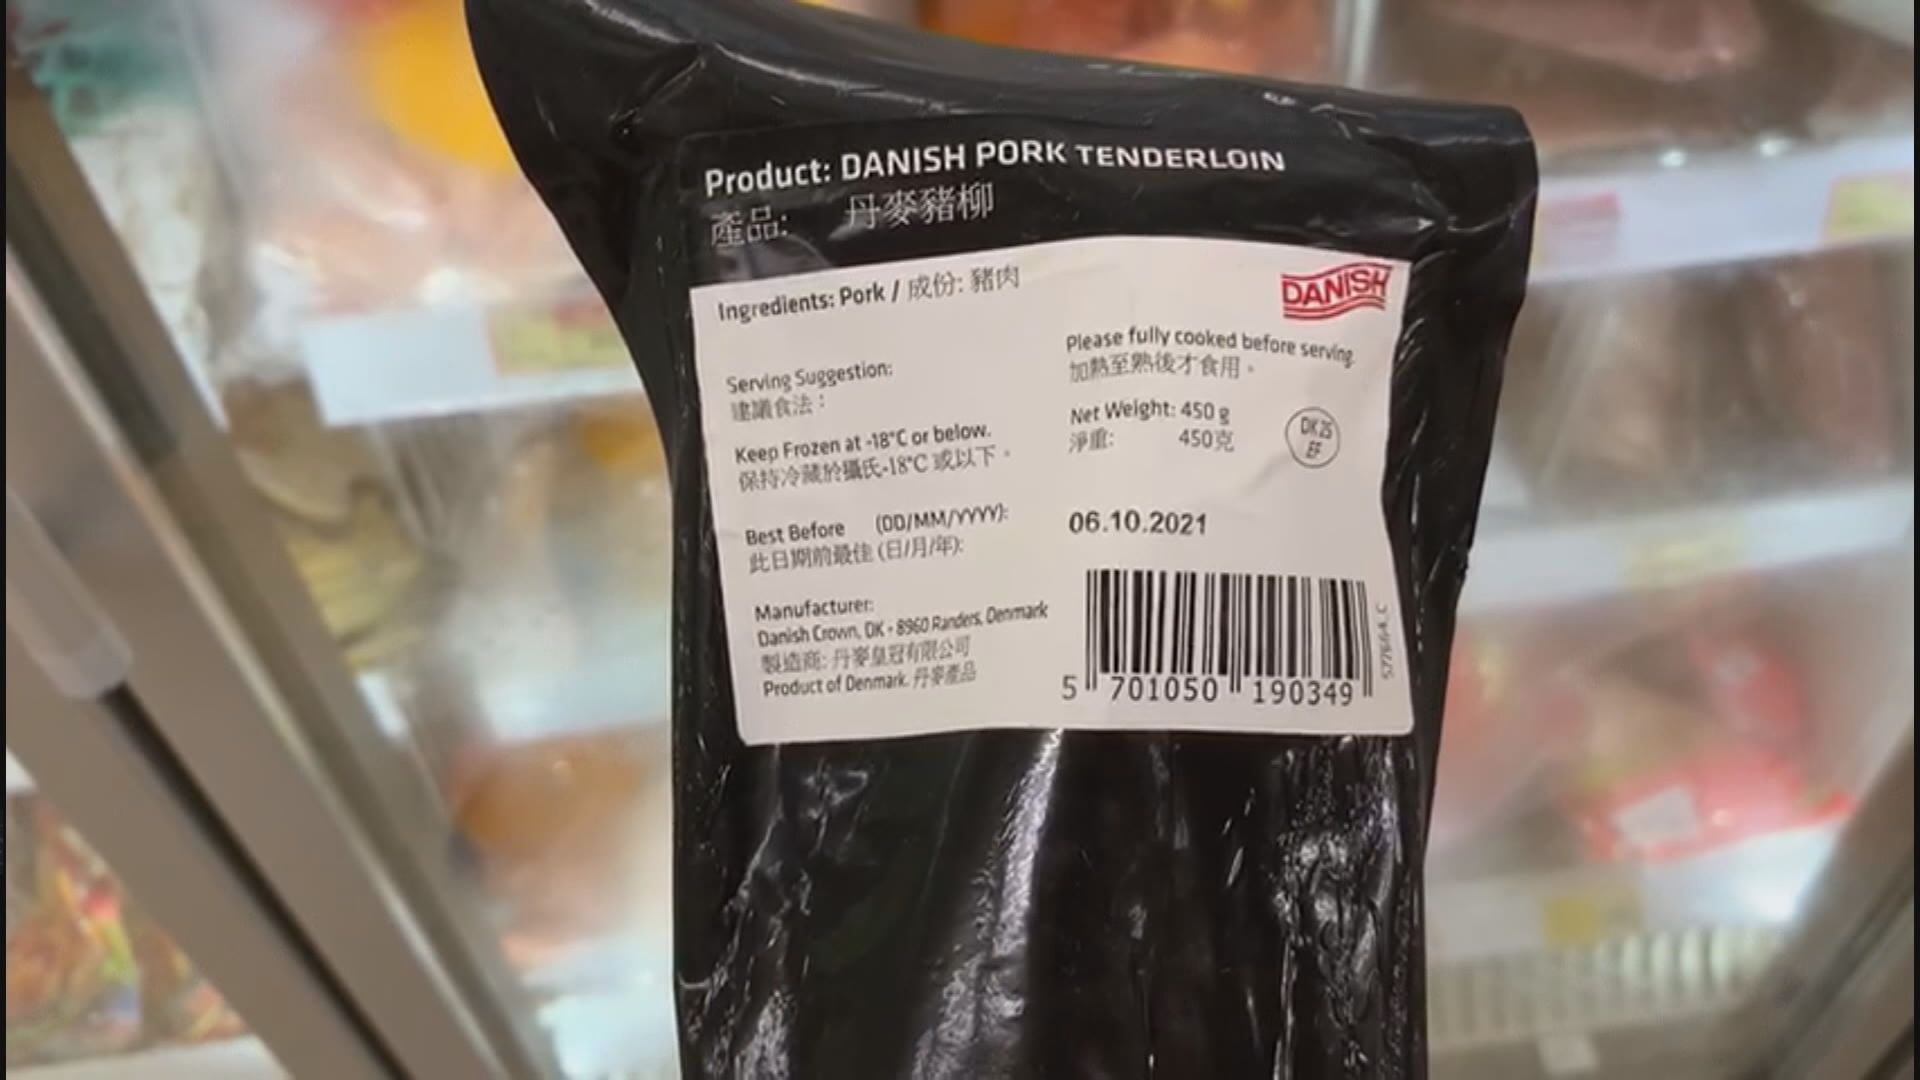 Product: DANISH PORK TENDERLOIN
產品: 丹麥豬柳
Ingredients: Pork / 成份: 豬肉
DANISH
Serving Suggestion:
建議食法：
Please fully cooked before serving.
加熱至熟後才食用。
Keep Frozen at -18°C or below.
保持冷藏於攝氏-18°C 或以下。
Net Weight: 450 g
淨重: 450克
DK 25
EF
Best Before (DD/MM/YYYY):
此日期前最佳 (日/月/年):
06.10.2021
Manufacturer:
Danish Crown, DK - 8960 Randers, Denmark
製造商: 丹麥皇冠有限公司
Product of Denmark. 丹麥產品
5 701050 190349
577664.C